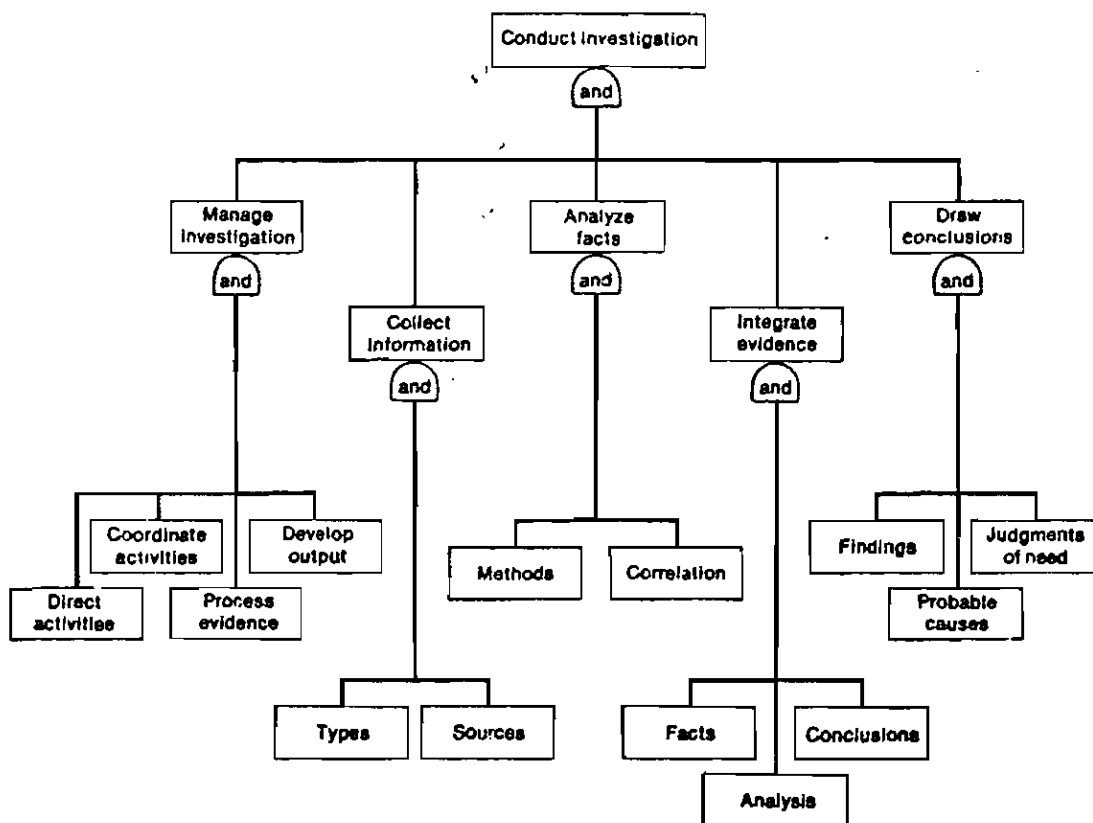 Conduct Investigation
and
Manage
Investigation
and
Analyze
facts
and
Draw
conclusions
and
Collect
Information
and
Integrate
evidence
and
Coordinate
activities
Develop
output
Direct
activities
Process
evidence
Methods
Correlation
Findings
Judgments
of need
Probable
causes
Types
Sources
Facts
Conclusions
Analysis